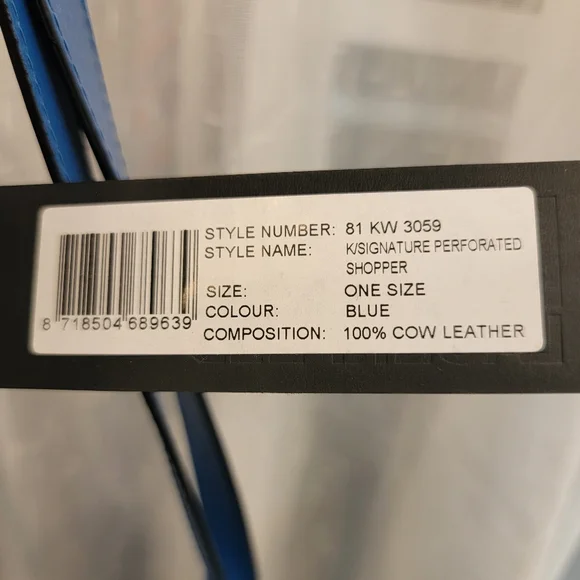 STYLE NUMBER: 81 KW 3059
STYLE NAME: K/SIGNATURE PERFORATED
SHOPPER
SIZE: ONE SIZE
COLOUR: BLUE
COMPOSITION: 100% COW LEATHER
8 718504 689639